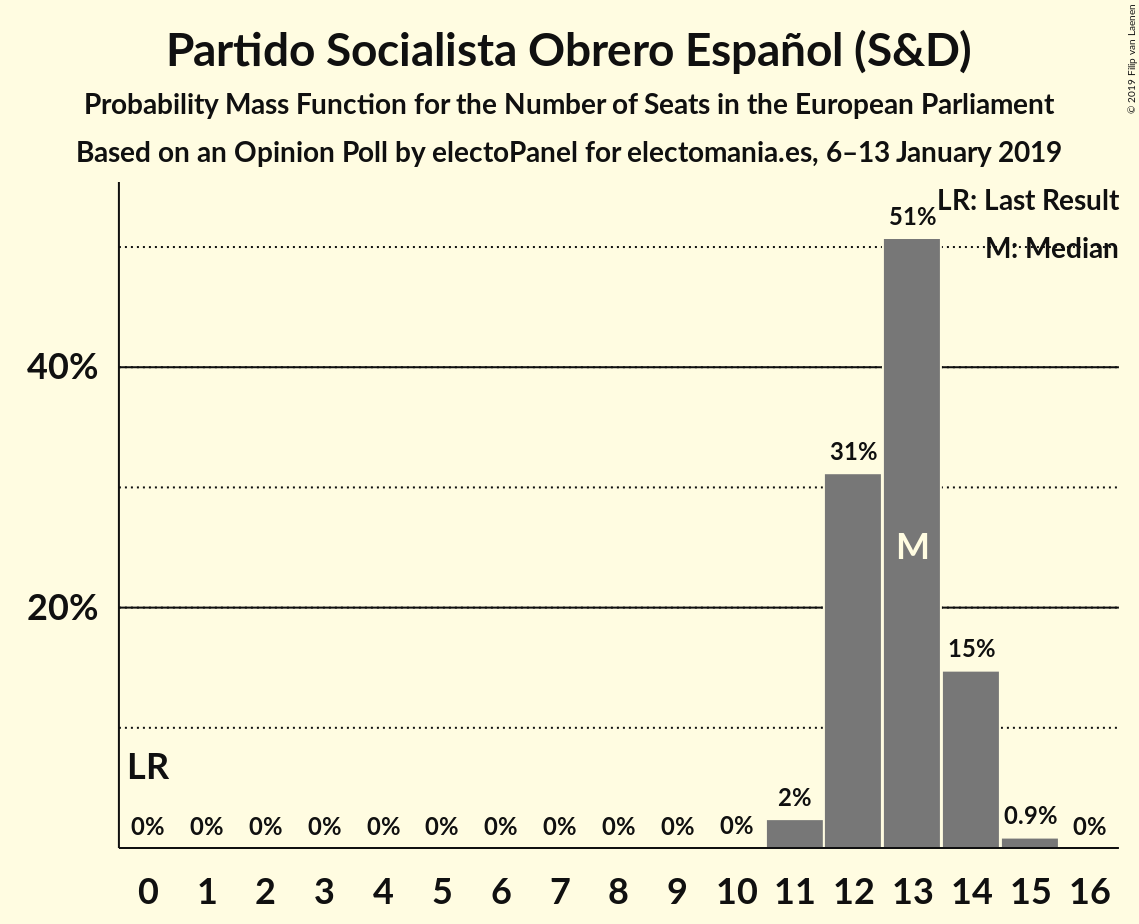 Partido Socialista Obrero Español (S&D)
Probability Mass Function for the Number of Seats in the European Parliament
Based on an Opinion Poll by electoPanel for electomania.es, 6–13 January 2019
© 2019 Filip van Laenen
LR: Last Result
M: Median
40%
20%
51%
31%
M
15%
LR
2%
0% 0% 0% 0% 0% 0% 0% 0% 0% 0% 0% 0.9% 0%
0 1 2 3 4 5 6 7 8 9 10 11 12 13 14 15 16